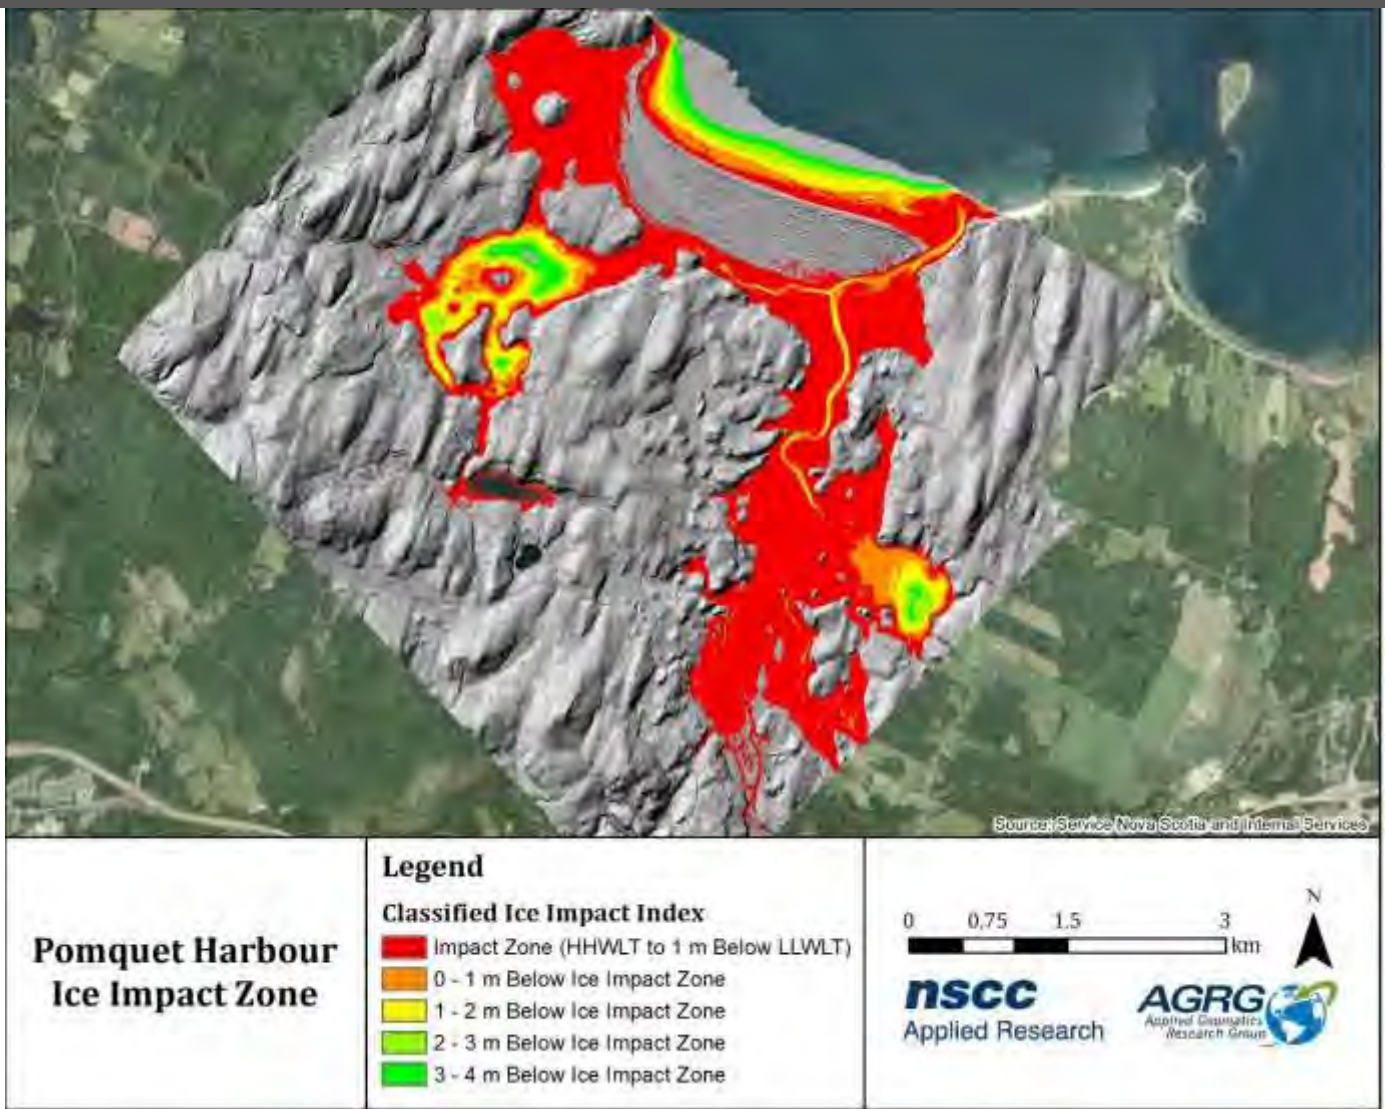 Source: Service Nova Scotia and Internal Services
Pomquet Harbour
Ice Impact Zone
Legend
Classified Ice Impact Index
Impact Zone (HHWLT to 1 m Below LLWLT)
0 - 1 m Below Ice Impact Zone
1 - 2 m Below Ice Impact Zone
2 - 3 m Below Ice Impact Zone
3 - 4 m Below Ice Impact Zone
0 0.75 1.5 3
km
N
nscc
Applied Research
AGRG
Applied Geomatics
Research Group